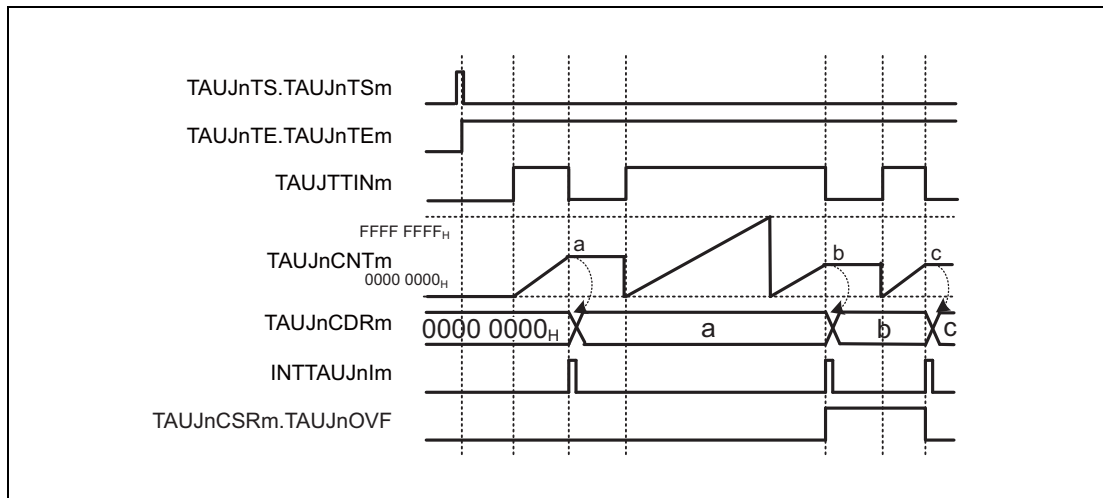 TAUJnTS.TAUJnTSm
TAUJnTE.TAUJnTEm
TAUJTTINm
FFFF FFFFH
a
b
c
TAUJnCNTm
0000 0000H
TAUJnCDRm
0000 0000H
a
b
c
INTTAUJnIm
TAUJnCSRm.TAUJnOVF